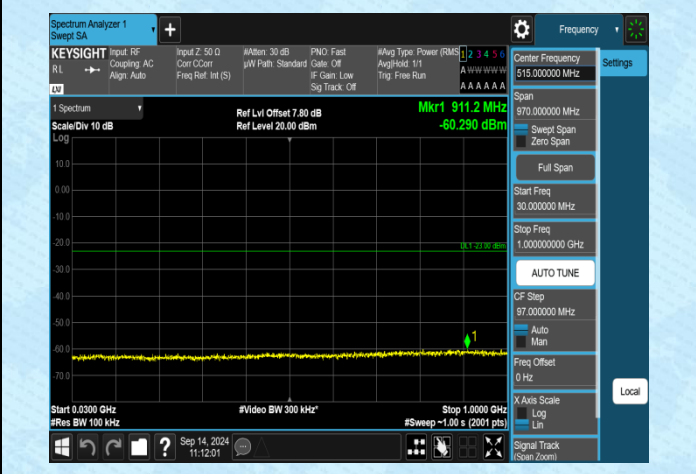 Spectrum Analyzer 1
Swept SA
+
Frequency
KEYSIGHT
RL
LXI
Input: RF
Coupling: AC
Align: Auto
Input Z: 50 Ω
Corr CCorr
Freq Ref: Int (S)
#Atten: 30 dB
µW Path: Standard
PNO: Fast
Gate: Off
IF Gain: Low
Sig Track: Off
#Avg Type: Power (RMS
Avg|Hold: 1/1
Trig: Free Run
1 2 3 4 5 6
A W W W W W
A A A A A A
1 Spectrum
Scale/Div 10 dB
Log
Ref Lvl Offset 7.80 dB
Ref Level 20.00 dBm
Mkr1 911.2 MHz
-60.290 dBm
10.0
0.00
-10.0
-20.0
DL1 -23.00 dBm
-30.0
-40.0
-50.0
-60.0
1
-70.0
Start 0.0300 GHz
#Res BW 100 kHz
#Video BW 300 kHz*
Stop 1.0000 GHz
#Sweep ~1.00 s (2001 pts)
Sep 14, 2024
11:12:01
?
Center Frequency
515.000000 MHz
Span
970.000000 MHz
Swept Span
Zero Span
Full Span
Start Freq
30.000000 MHz
Stop Freq
1.000000000 GHz
AUTO TUNE
CF Step
97.000000 MHz
Auto
Man
Freq Offset
0 Hz
X Axis Scale
Log
Lin
Signal Track
(Span Zoom)
Settings
Local